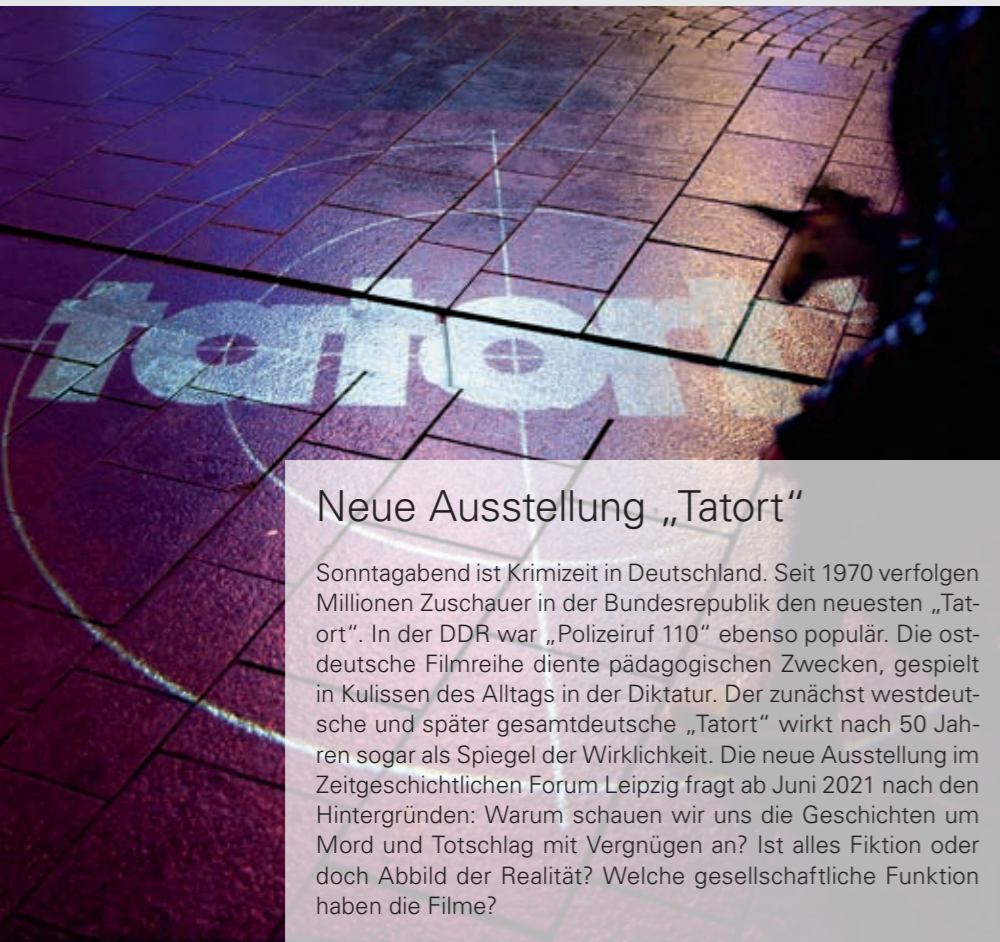 tatort
Neue Ausstellung „Tatort“
Sonntagabend ist Krimizeit in Deutschland. Seit 1970 verfolgen
Millionen Zuschauer in der Bundesrepublik den neuesten „Tat-
ort“. In der DDR war „Polizeiruf 110“ ebenso populär. Die ost-
deutsche Filmreihe diente pädagogischen Zwecken, gespielt
in Kulissen des Alltags in der Diktatur. Der zunächst westdeut-
sche und später gesamtdeutsche „Tatort“ wirkt nach 50 Jah-
ren sogar als Spiegel der Wirklichkeit. Die neue Ausstellung im
Zeitgeschichtlichen Forum Leipzig fragt ab Juni 2021 nach den
Hintergründen: Warum schauen wir uns die Geschichten um
Mord und Totschlag mit Vergnügen an? Ist alles Fiktion oder
doch Abbild der Realität? Welche gesellschaftliche Funktion
haben die Filme?